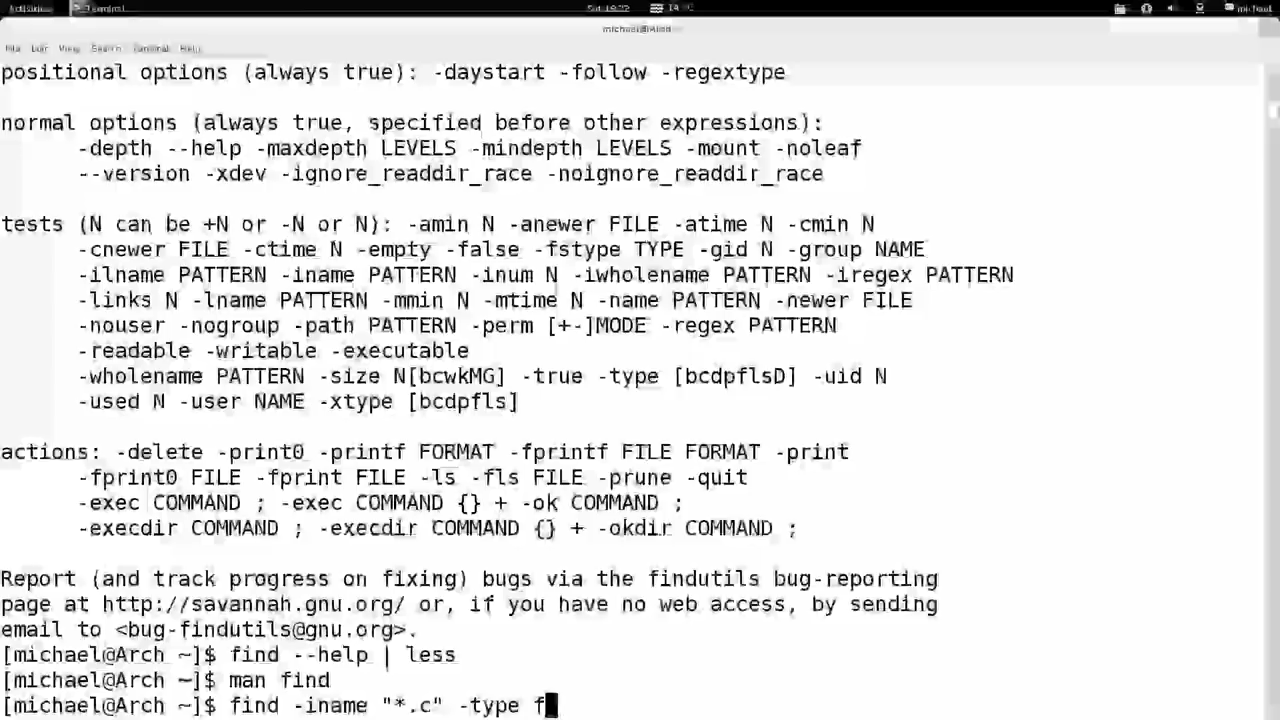 michael@Arch:~
File Edit View Search Terminal Help
positional options (always true): -daystart -follow -regextype
normal options (always true, specified before other expressions):
-depth --help -maxdepth LEVELS -mindepth LEVELS -mount -noleaf
--version -xdev -ignore_readdir_race -noignore_readdir_race
tests (N can be +N or -N or N): -amin N -anewer FILE -atime N -cmin N
-cnewer FILE -ctime N -empty -false -fstype TYPE -gid N -group NAME
-ilname PATTERN -iname PATTERN -inum N -iwholename PATTERN -iregex PATTERN
-links N -lname PATTERN -mmin N -mtime N -name PATTERN -newer FILE
-nouser -nogroup -path PATTERN -perm [+-]MODE -regex PATTERN
-readable -writable -executable
-wholename PATTERN -size N[bcwkMG] -true -type [bcdpflsD] -uid N
-used N -user NAME -xtype [bcdpfls]
actions: -delete -print0 -printf FORMAT -fprintf FILE FORMAT -print
-fprint0 FILE -fprint FILE -ls -fls FILE -prune -quit
-exec COMMAND ; -exec COMMAND {} + -ok COMMAND ;
-execdir COMMAND ; -execdir COMMAND {} + -okdir COMMAND ;
Report (and track progress on fixing) bugs via the findutils bug-reporting
page at http://savannah.gnu.org/ or, if you have no web access, by sending
email to <bug-findutils@gnu.org>.
[michael@Arch ~]$ find --help | less
[michael@Arch ~]$ man find
[michael@Arch ~]$ find -iname "*.c" -type f